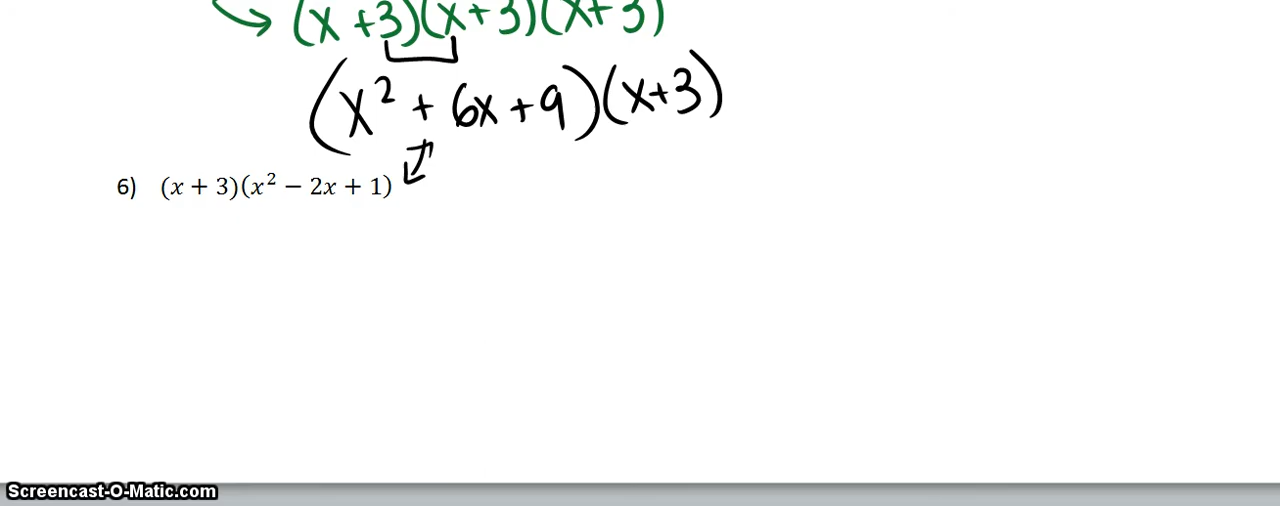 (x + 3)(x + 3)(x + 3)
(x² + 6x + 9)(x + 3)
6) (x + 3)(x² − 2x + 1)
Screencast-O-Matic.com